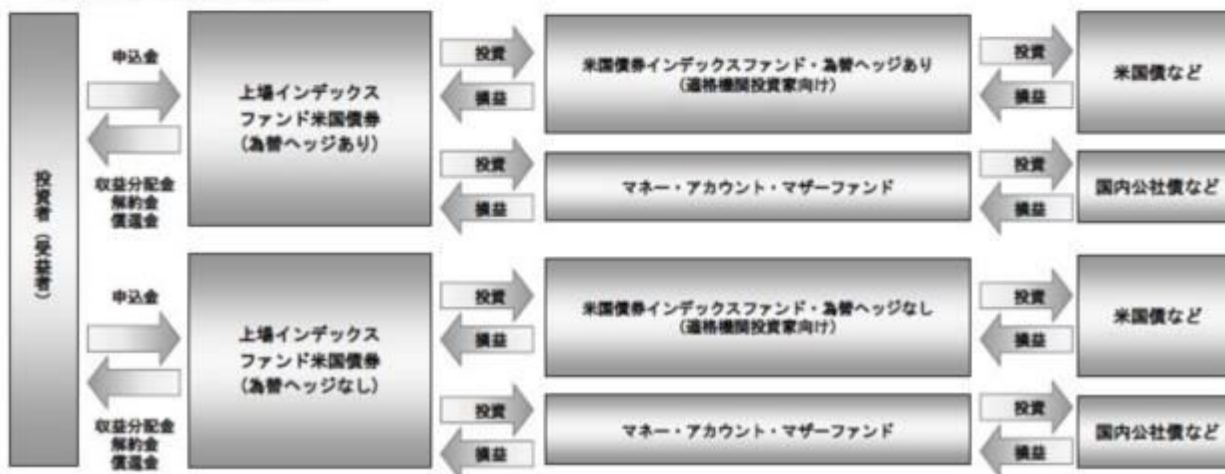 投資者（受益者）
申込金
収益分配金
解約金
償還金
上場インデックス
ファンド米国債券
(為替ヘッジあり)
投資
損益
米国債券インデックスファンド・為替ヘッジあり
(適格機関投資家向け)
投資
損益
米国債など
投資
損益
マネー・アカウント・マザーファンド
投資
損益
国内公社債など
申込金
収益分配金
解約金
償還金
上場インデックス
ファンド米国債券
(為替ヘッジなし)
投資
損益
米国債券インデックスファンド・為替ヘッジなし
(適格機関投資家向け)
投資
損益
米国債など
投資
損益
マネー・アカウント・マザーファンド
投資
損益
国内公社債など